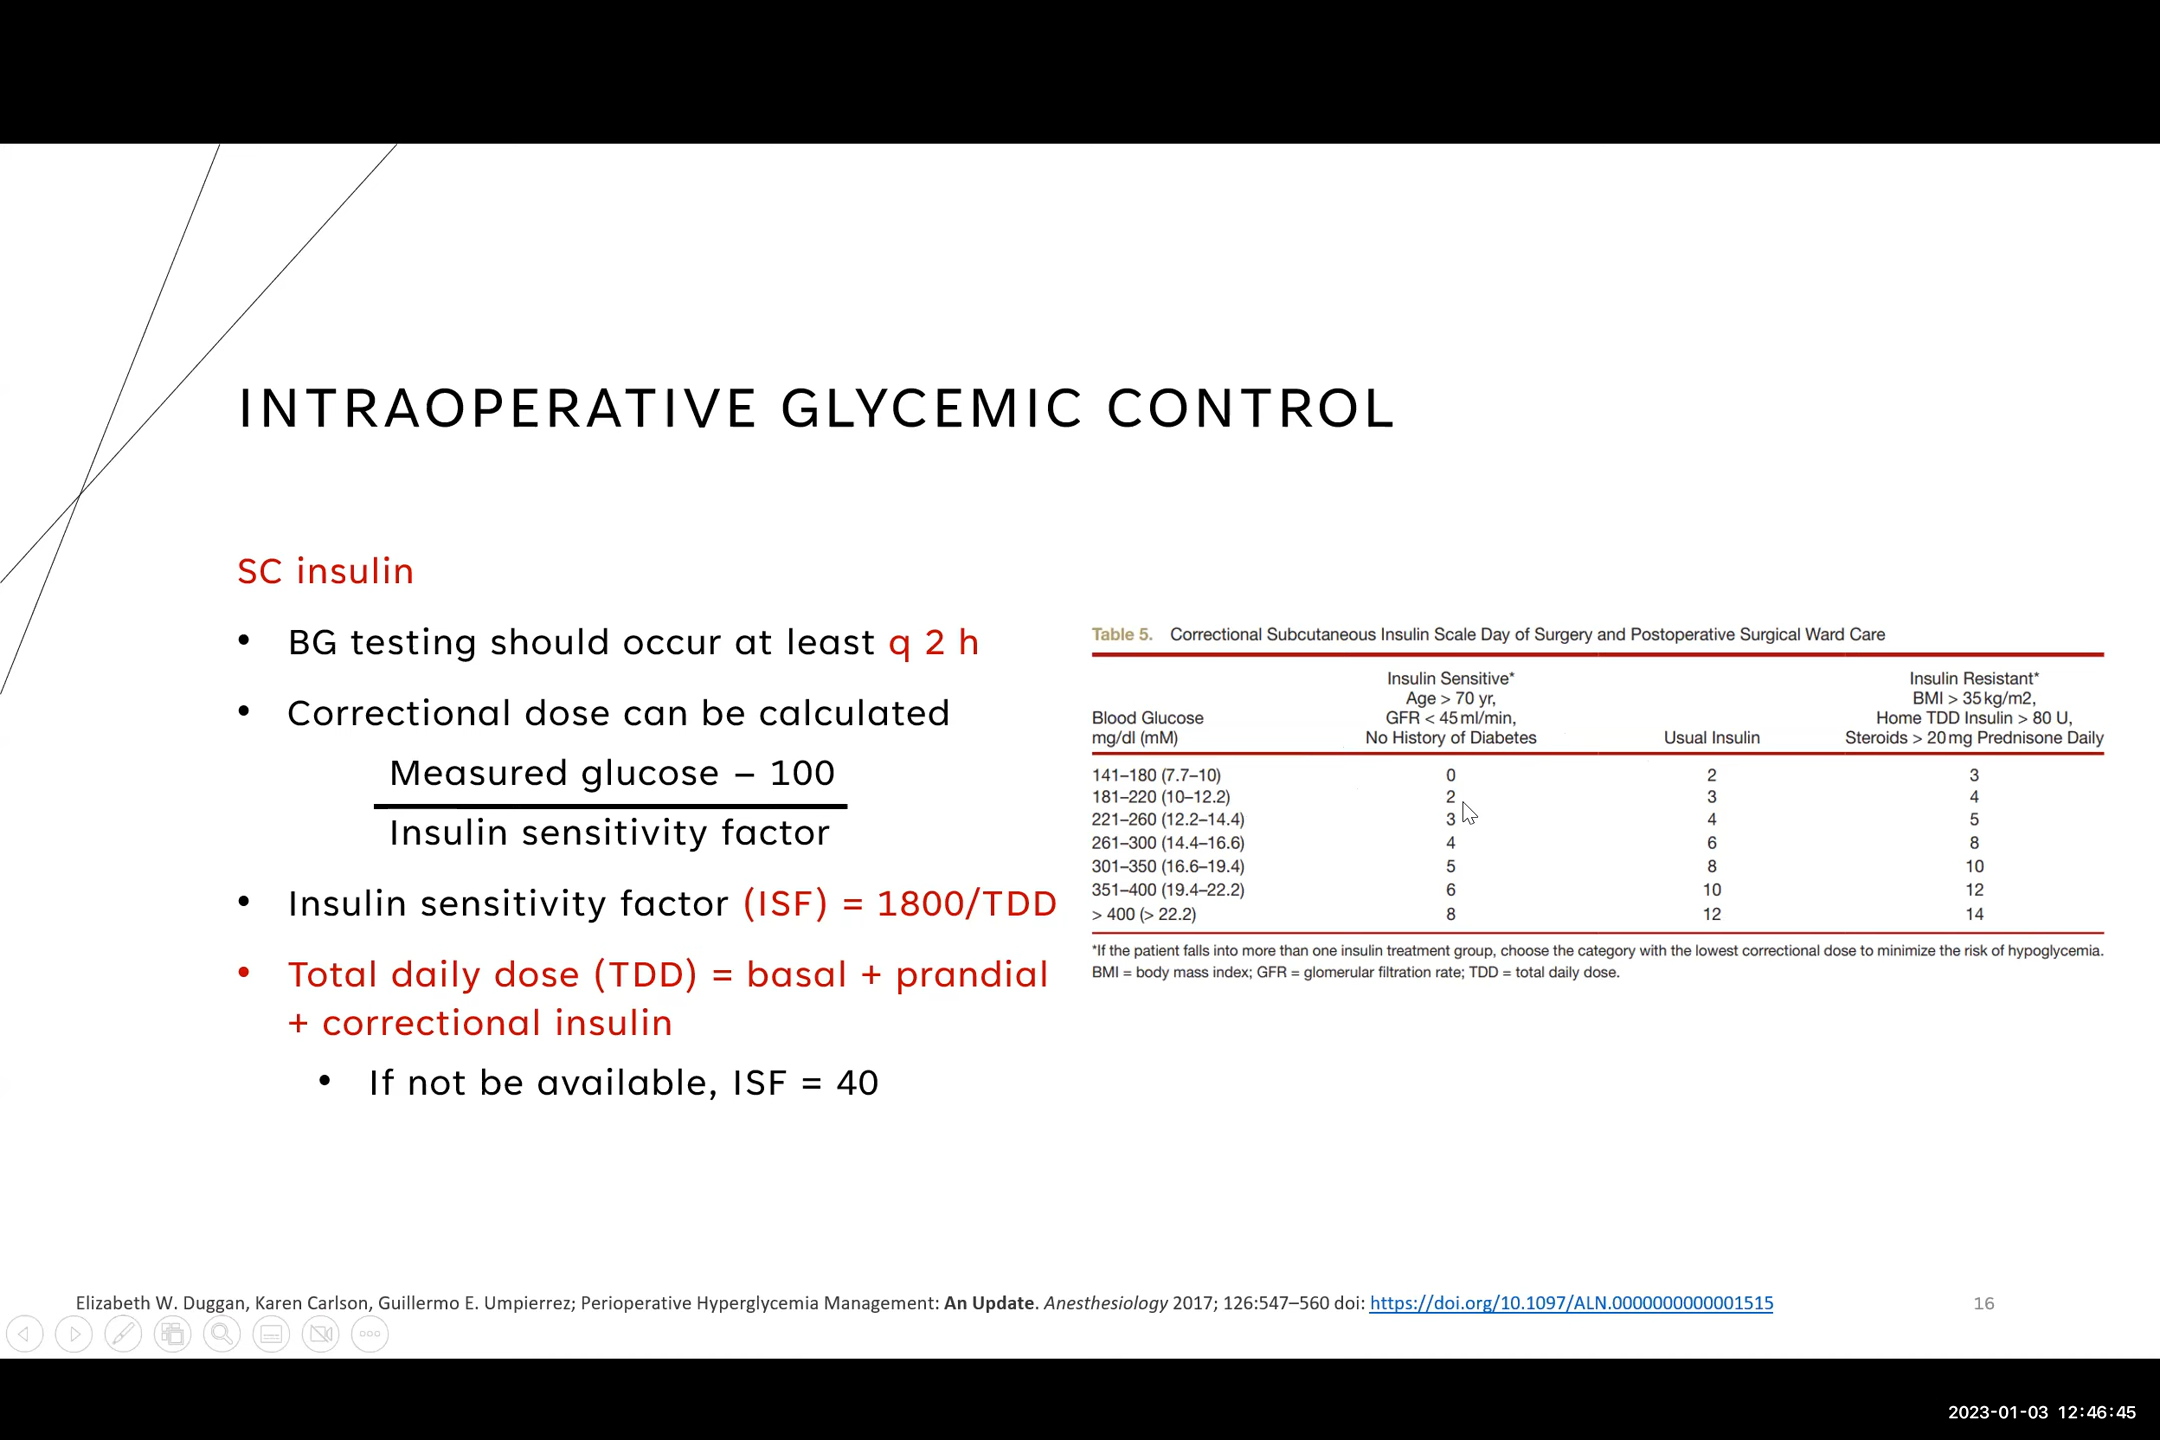 INTRAOPERATIVE GLYCEMIC CONTROL
SC insulin
• BG testing should occur at least q 2 h
• Correctional dose can be calculated
Measured glucose – 100
Insulin sensitivity factor
• Insulin sensitivity factor (ISF) = 1800/TDD
• Total daily dose (TDD) = basal + prandial
+ correctional insulin
• If not be available, ISF = 40
Table 5. Correctional Subcutaneous Insulin Scale Day of Surgery and Postoperative Surgical Ward Care
Insulin Sensitive* Insulin Resistant*
Age > 70 yr, BMI > 35 kg/m2,
Blood Glucose GFR < 45 ml/min, Home TDD Insulin > 80 U,
mg/dl (mM) No History of Diabetes Usual Insulin Steroids > 20 mg Prednisone Daily
141–180 (7.7–10) 0 2 3
181–220 (10–12.2) 2 3 4
221–260 (12.2–14.4) 3 4 5
261–300 (14.4–16.6) 4 6 8
301–350 (16.6–19.4) 5 8 10
351–400 (19.4–22.2) 6 10 12
> 400 (> 22.2) 8 12 14
*If the patient falls into more than one insulin treatment group, choose the category with the lowest correctional dose to minimize the risk of hypoglycemia.
BMI = body mass index; GFR = glomerular filtration rate; TDD = total daily dose.
Elizabeth W. Duggan, Karen Carlson, Guillermo E. Umpierrez; Perioperative Hyperglycemia Management: An Update. Anesthesiology 2017; 126:547–560 doi: https://doi.org/10.1097/ALN.0000000000001515
16
2023-01-03 12:46:45